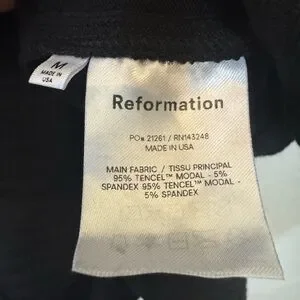 M
MADE IN
USA
Reformation
PO# 21261 / RN143248
MADE IN USA
MAIN FABRIC / TISSU PRINCIPAL
95% TENCEL™ MODAL - 5%
SPANDEX 95% TENCEL™ MODAL -
5% SPANDEX